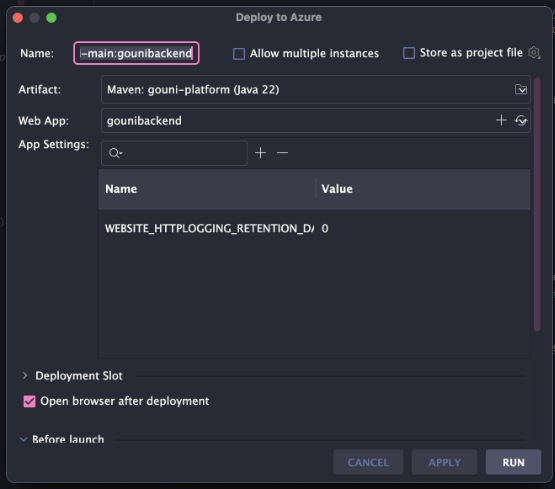 Deploy to Azure
Name: -main:gounibackend Allow multiple instances Store as project file
Artifact: Maven: gouni-platform (Java 22)
Web App: gounibackend
App Settings:
Name Value
WEBSITE_HTTPLOGGING_RETENTION_DA 0
Deployment Slot
Open browser after deployment
Before launch
CANCEL APPLY RUN